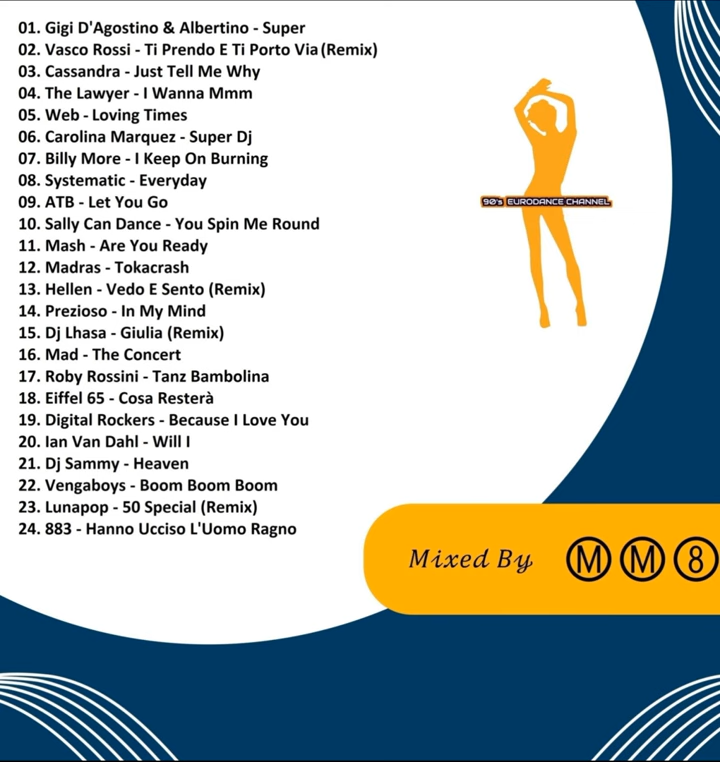 01. Gigi D'Agostino & Albertino - Super
02. Vasco Rossi - Ti Prendo E Ti Porto Via (Remix)
03. Cassandra - Just Tell Me Why
04. The Lawyer - I Wanna Mmm
05. Web - Loving Times
06. Carolina Marquez - Super Dj
07. Billy More - I Keep On Burning
08. Systematic - Everyday
09. ATB - Let You Go
10. Sally Can Dance - You Spin Me Round
11. Mash - Are You Ready
12. Madras - Tokacrash
13. Hellen - Vedo E Sento (Remix)
14. Prezioso - In My Mind
15. Dj Lhasa - Giulia (Remix)
16. Mad - The Concert
17. Roby Rossini - Tanz Bambolina
18. Eiffel 65 - Cosa Resterà
19. Digital Rockers - Because I Love You
20. Ian Van Dahl - Will I
21. Dj Sammy - Heaven
22. Vengaboys - Boom Boom Boom
23. Lunapop - 50 Special (Remix)
24. 883 - Hanno Ucciso L'Uomo Ragno
90's EURODANCE CHANNEL
Mixed By M M 8